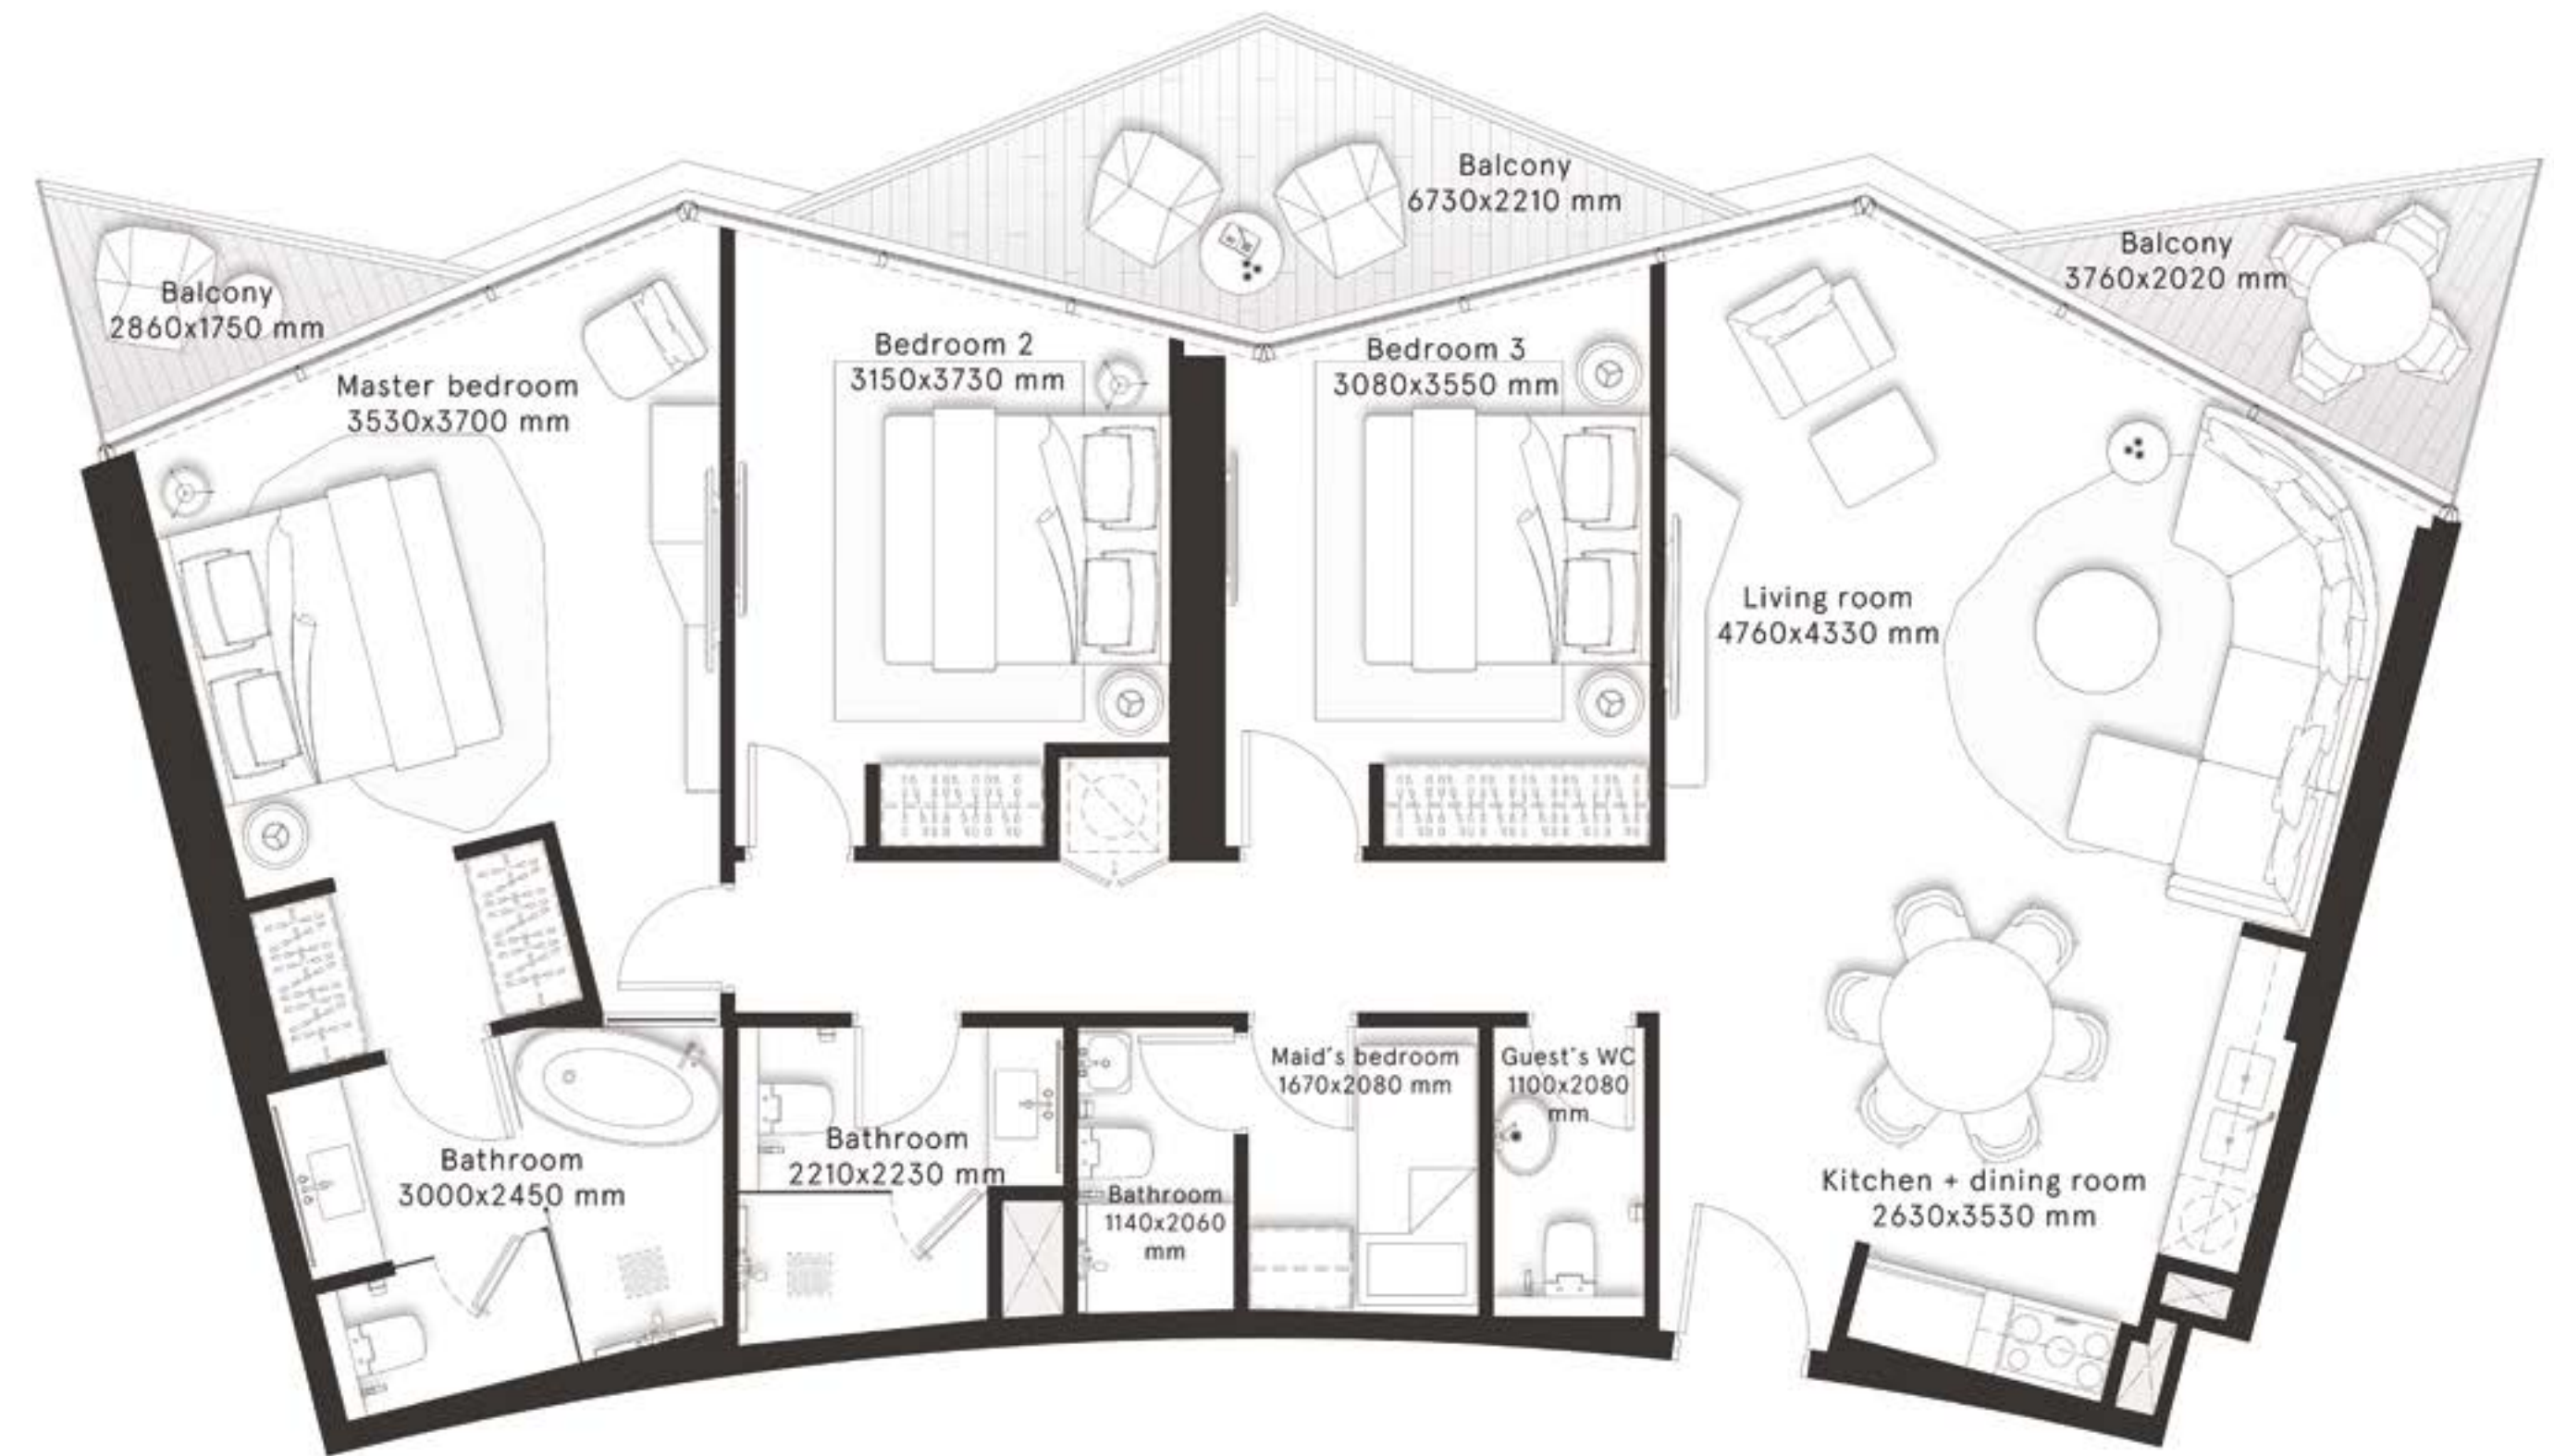 Balcony
6730x2210 mm
Balcony
3760x2020 mm
Balcony
2860x1750 mm
Master bedroom
3530x3700 mm
Bedroom 2
3150x3730 mm
Bedroom 3
3080x3550 mm
Living room
4760x4330 mm
Maid's bedroom
1670x2080 mm
Guest's WC
1100x2080
mm
Bathroom
3000x2450 mm
Bathroom
2210x2230 mm
Bathroom
1140x2060
mm
Kitchen + dining room
2630x3530 mm